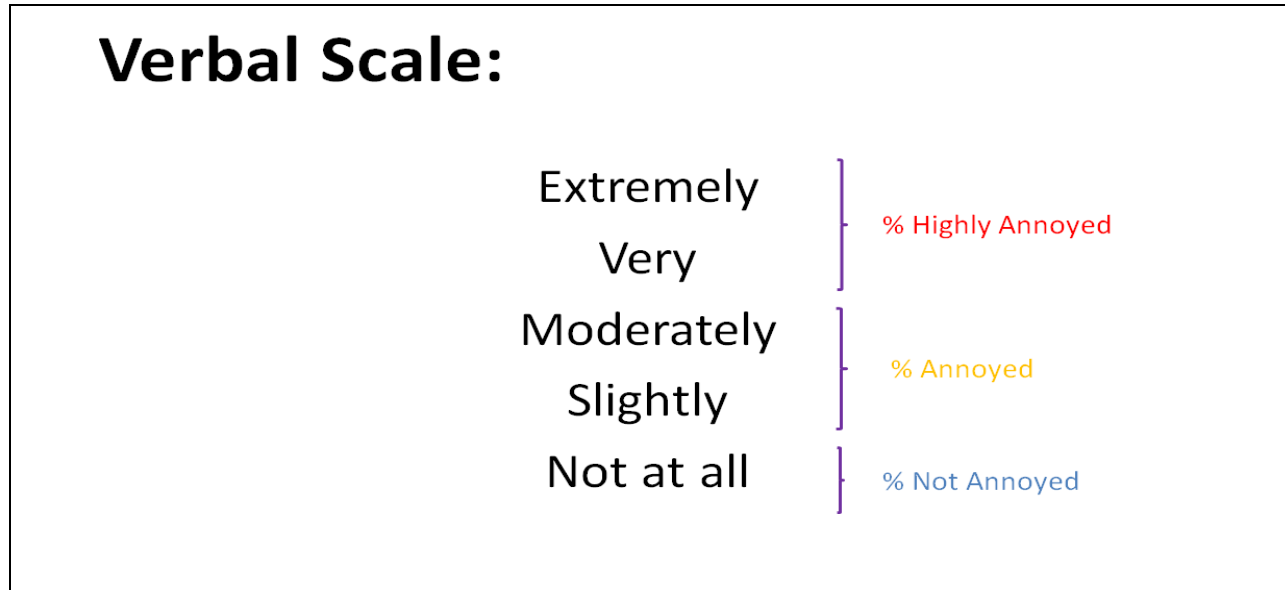 Verbal Scale:
Extremely
% Highly Annoyed
Very
Moderately
% Annoyed
Slightly
Not at all
% Not Annoyed